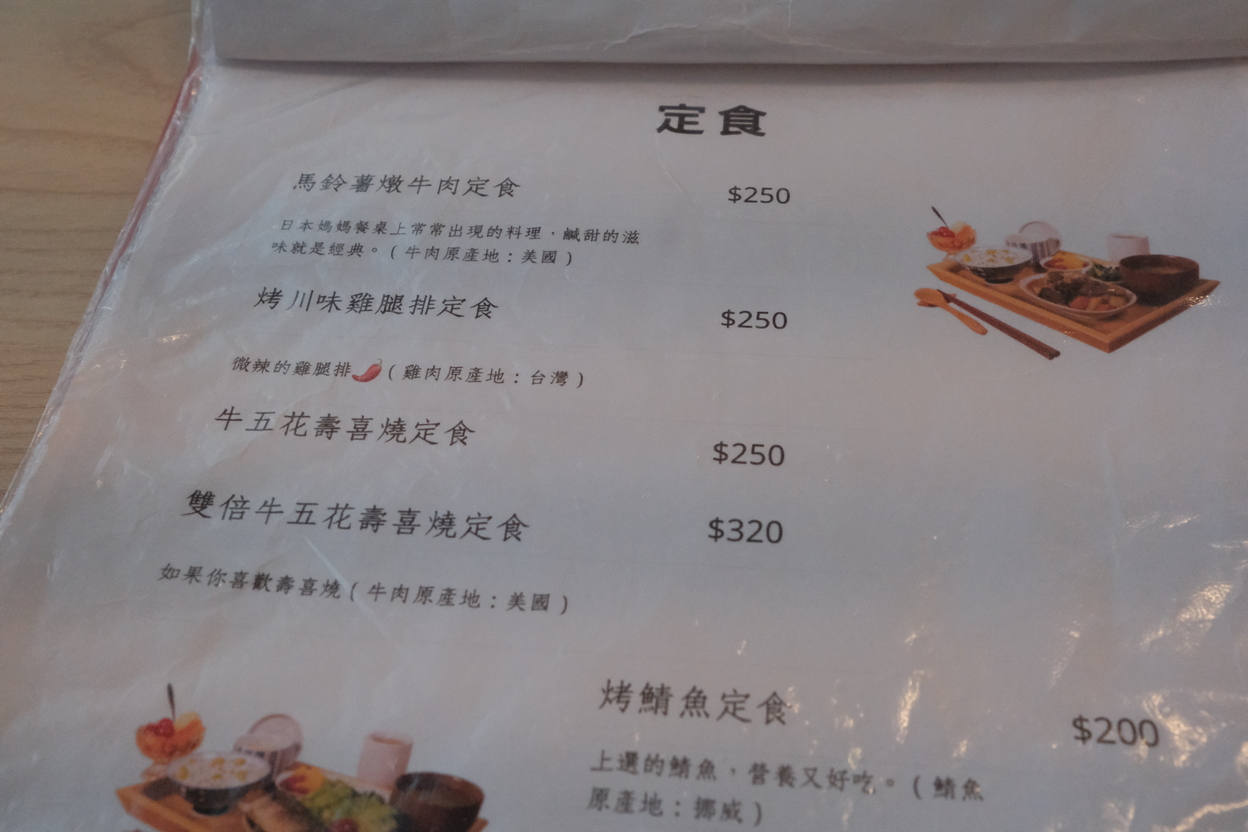 定食
馬鈴薯燉牛肉定食
$250
日本媽媽餐桌上常常出現的料理，鹹甜的滋
味就是經典。(牛肉原產地：美國)
烤川味雞腿排定食
$250
微辣的雞腿排🌶(雞肉原產地：台灣)
牛五花壽喜燒定食
$250
雙倍牛五花壽喜燒定食
$320
如果你喜歡壽喜燒(牛肉原產地：美國)
烤鯖魚定食
$200
上選的鯖魚，營養又好吃。(鯖魚
原產地：挪威)